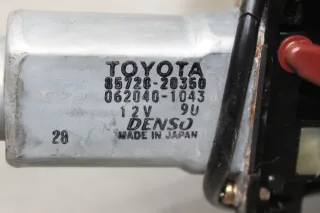 TOYOTA
85720-20350
062040-1043
12V 9U
DENSO
MADE IN JAPAN
28